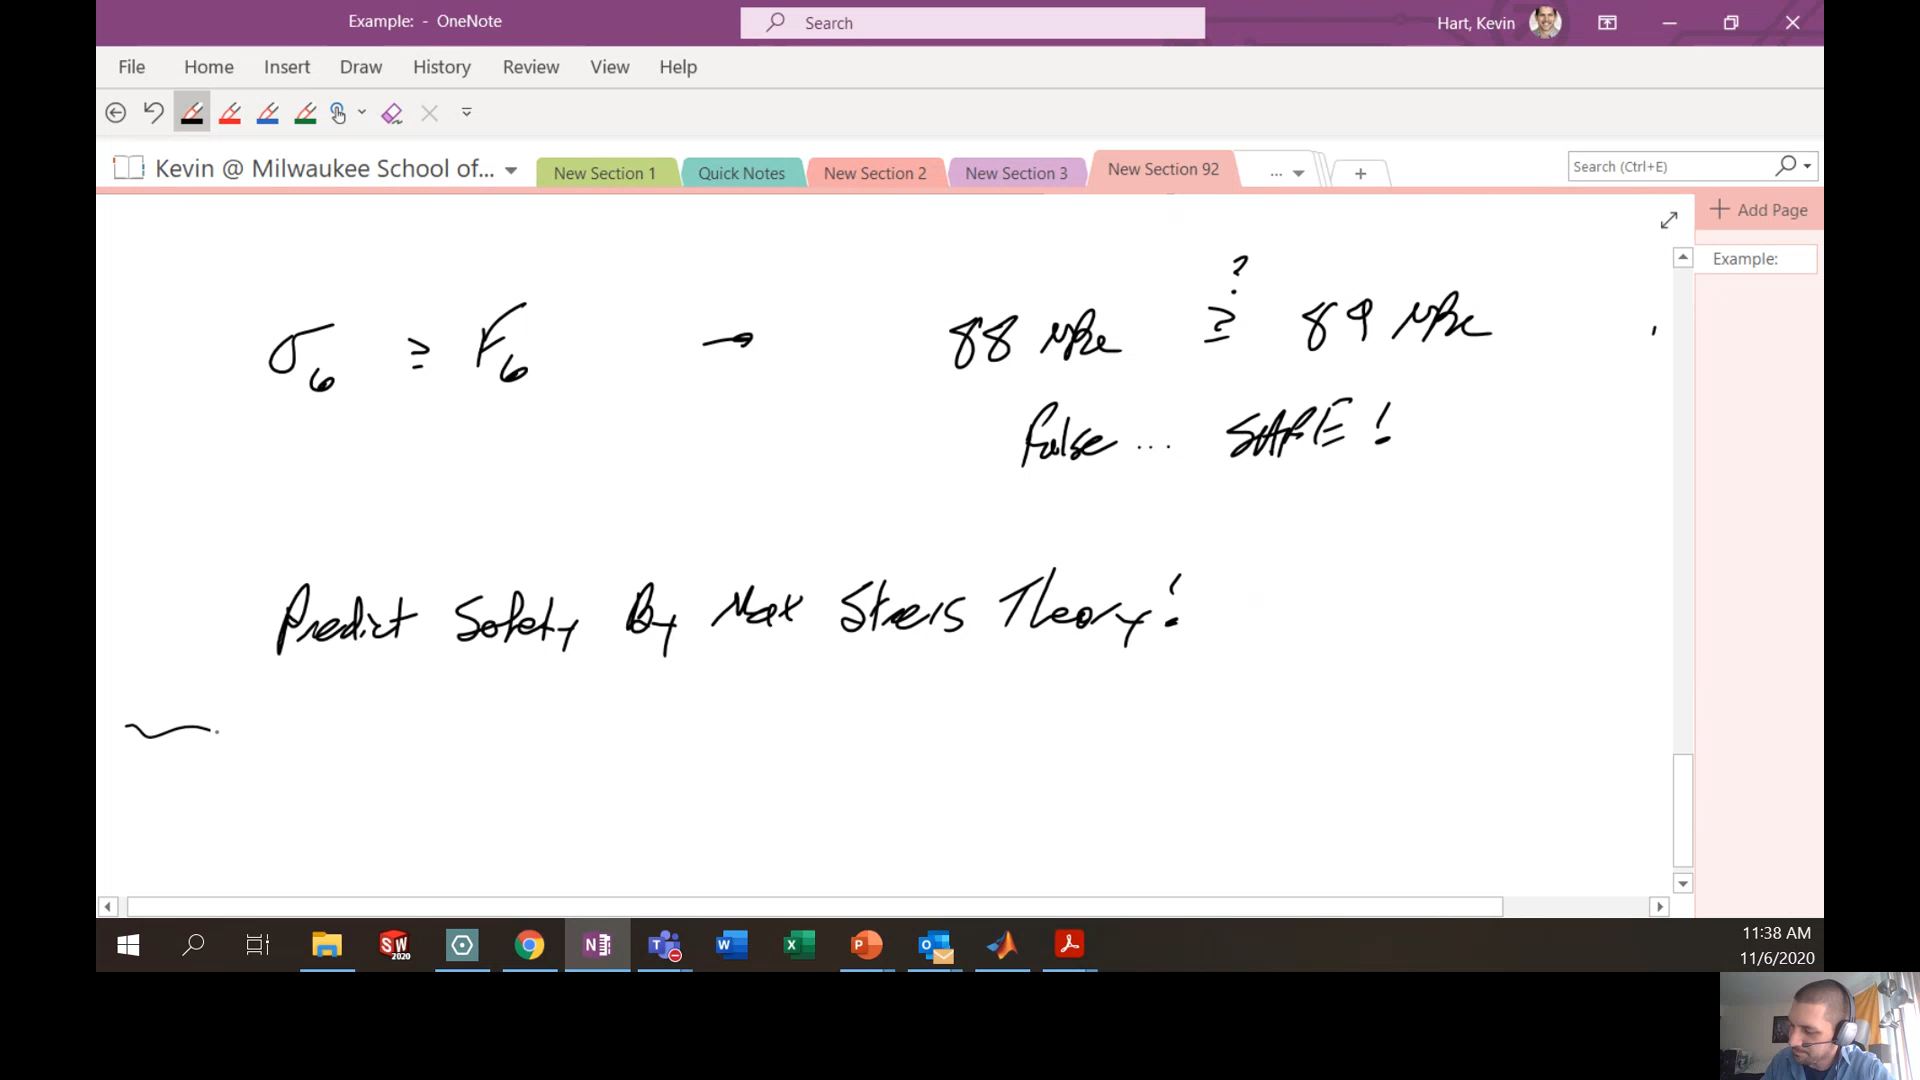 Example: - OneNote
Search
Hart, Kevin
File Home Insert Draw History Review View Help
Kevin @ Milwaukee School of...
New Section 1
Quick Notes
New Section 2
New Section 3
New Section 92
...
+
Search (Ctrl+E)
+ Add Page
Example:
σ6 ≥ F6 → 88 MPa ≥? 89 MPa
False ... SAFE!
Predict Safety By Max Stress Theory!
11:38 AM
11/6/2020